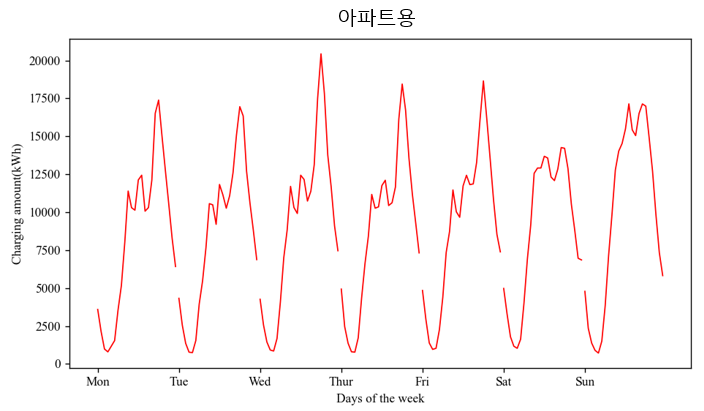 아파트용
Charging amount(kWh)
20000
17500
15000
12500
10000
7500
5000
2500
0
Mon Tue Wed Thur Fri Sat Sun
Days of the week